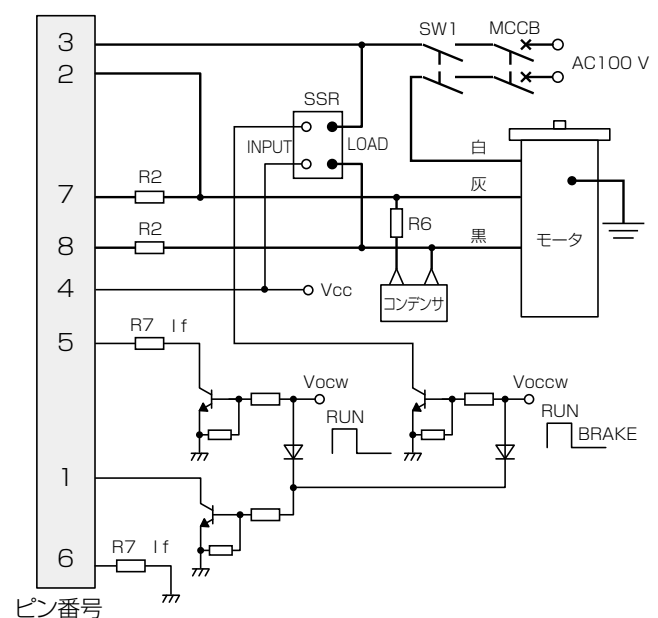 SW1
MCCB
3
AC100 V
2
SSR
INPUT
LOAD
白
R2
灰
7
R6
R2
黒
モータ
8
コンデンサ
4
Vcc
R7 If
5
Vocw
Voccw
RUN
RUN
BRAKE
1
R7 If
6
ピン番号